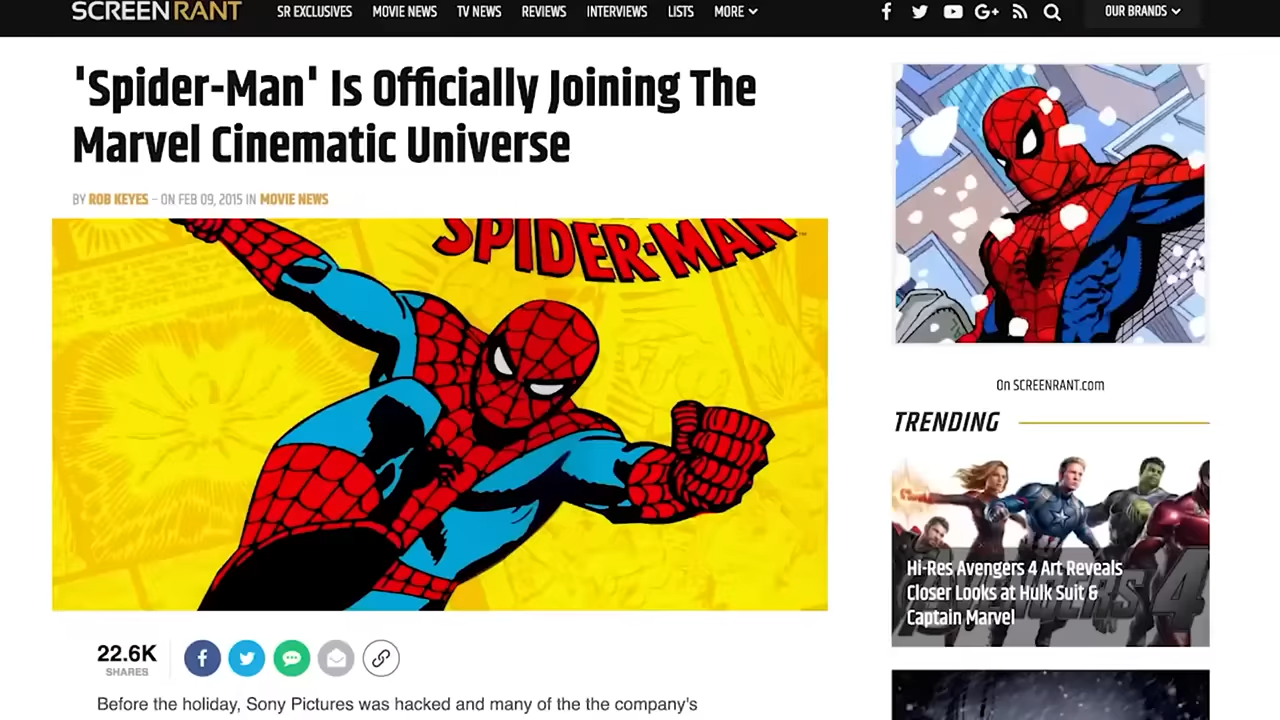 SCREENRANT
SR EXCLUSIVES
MOVIE NEWS
TV NEWS
REVIEWS
INTERVIEWS
LISTS
MORE
G+
OUR BRANDS
'Spider-Man' Is Officially Joining The
Marvel Cinematic Universe
BY ROB KEYES – ON FEB 09, 2015 IN MOVIE NEWS
SPIDER-MAN™
22.6K
SHARES
Before the holiday, Sony Pictures was hacked and many of the the company's
On SCREENRANT.com
TRENDING
AVENGERS 4
Hi-Res Avengers 4 Art Reveals
Closer Looks at Hulk Suit &
Captain Marvel